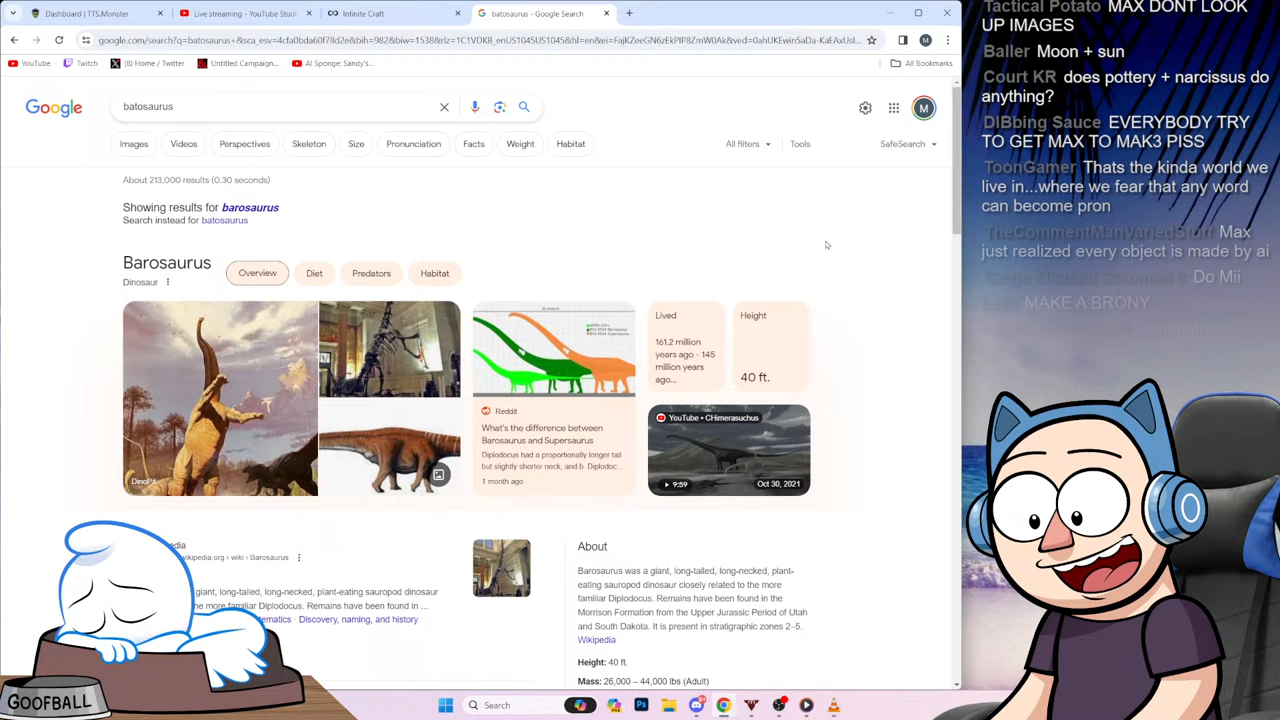 Dashboard | TTS.Monster
Live streaming - YouTube Studi
Infinite Craft
batosaurus - Google Search
YouTube
Twitch
(8) Home / Twitter
Untitled Campaign...
AI Sponge: Sandy's...
All Bookmarks
Google
batosaurus
M
Images
Videos
Perspectives
Skeleton
Size
Pronunciation
Facts
Weight
Habitat
All filters
Tools
SafeSearch
About 213,000 results (0.30 seconds)
Showing results for barosaurus
Search instead for batosaurus
Barosaurus
Dinosaur
Overview
Diet
Predators
Habitat
DinoPit
Reddit
What's the difference between
Barosaurus and Supersaurus
Diplodocus had a proportionally longer tail
but slightly shorter neck, and b. Diplodoc...
1 month ago
Lived
161.2 million
years ago - 145
million years
ago...
Height
40 ft.
YouTube • CHimerasuchus
9:59
Oct 30, 2021
pedia
wikipedia.org › wiki › Barosaurus
giant, long-tailed, long-necked, plant-eating sauropod dinosaur
the more familiar Diplodocus. Remains have been found in ...
ematics · Discovery, naming, and history
About
Barosaurus was a giant, long-tailed, long-necked, plant-
eating sauropod dinosaur closely related to the more
familiar Diplodocus. Remains have been found in the
Morrison Formation from the Upper Jurassic Period of Utah
and South Dakota. It is present in stratigraphic zones 2–5.
Wikipedia
Height: 40 ft.
Mass: 26,000 – 44,000 lbs (Adult)
GOOFBALL
Search
Tactical Potato MAX DONT LOOK
UP IMAGES
Baller Moon + sun
Court KR does pottery + narcissus do
anything?
DIBbing Sauce EVERYBODY TRY
TO GET MAX TO MAK3 PISS
ToonGamer Thats the kinda world we
live in...where we fear that any word
can become pron
TheCommentManVariedStuff Max
just realized every object is made by ai
Do Mii
MAKE A BRONY